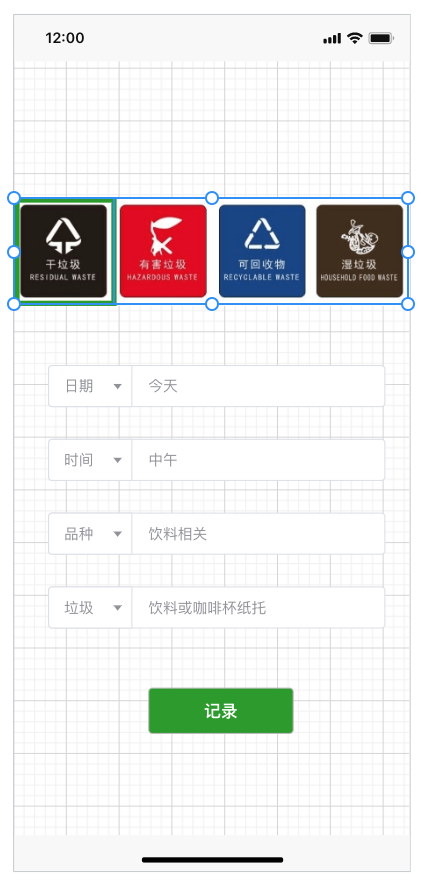 12:00
干垃圾
RESIDUAL WASTE
有害垃圾
HAZARDOUS WASTE
可回收物
RECYCLABLE WASTE
湿垃圾
HOUSEHOLD FOOD WASTE
日期 今天
时间 中午
品种 饮料相关
垃圾 饮料或咖啡杯纸托
记录